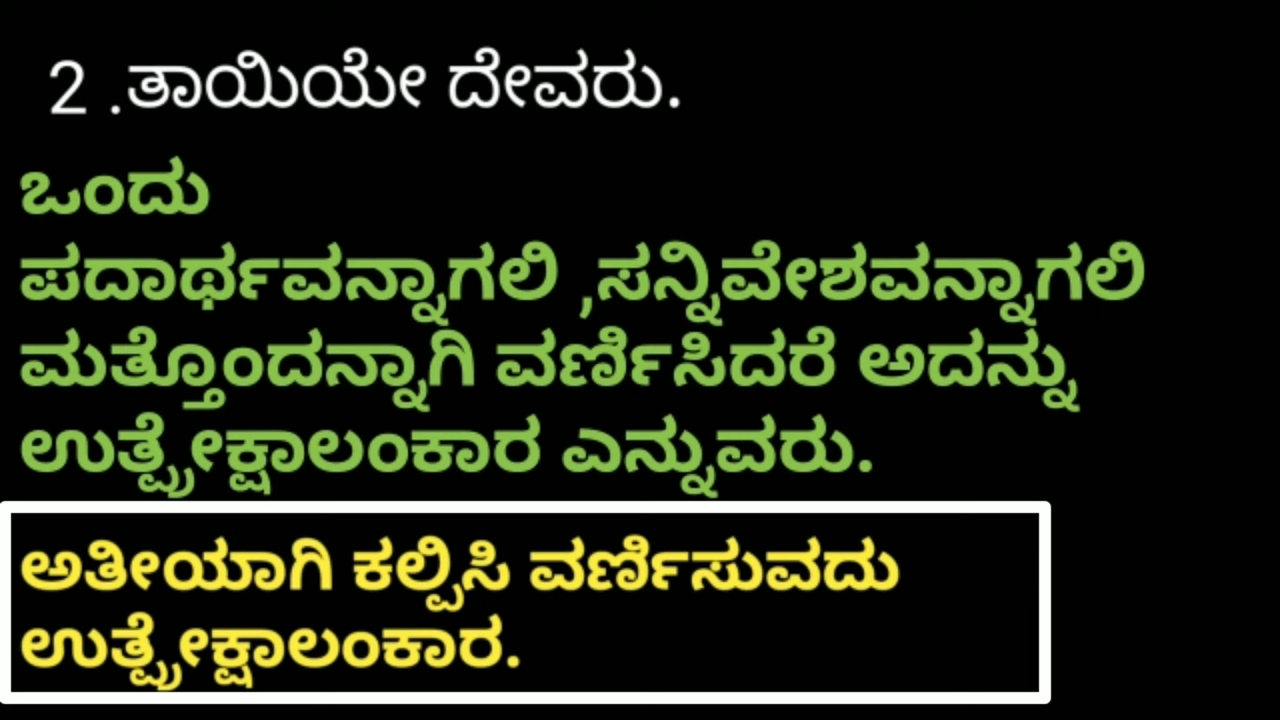 2 .ತಾಯಿಯೇ ದೇವರು.
ಒಂದು
ಪದಾರ್ಥವನ್ನಾಗಲಿ ,ಸನ್ನಿವೇಶವನ್ನಾಗಲಿ
ಮತ್ತೊಂದನ್ನಾಗಿ ವರ್ಣಿಸಿದರೆ ಅದನ್ನು
ಉತ್ಪ್ರೇಕ್ಷಾಲಂಕಾರ ಎನ್ನುವರು.
ಅತೀಯಾಗಿ ಕಲ್ಪಿಸಿ ವರ್ಣಿಸುವದು
ಉತ್ಪ್ರೇಕ್ಷಾಲಂಕಾರ.